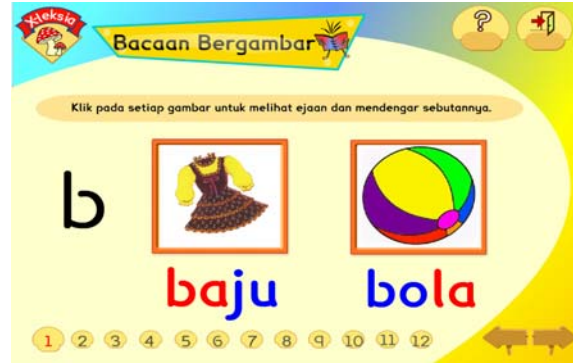 X-leksia
Bacaan Bergambar
?
Klik pada setiap gambar untuk melihat ejaan dan mendengar sebutannya.
b
baju bola
1 2 3 4 5 6 7 8 9 10 11 12